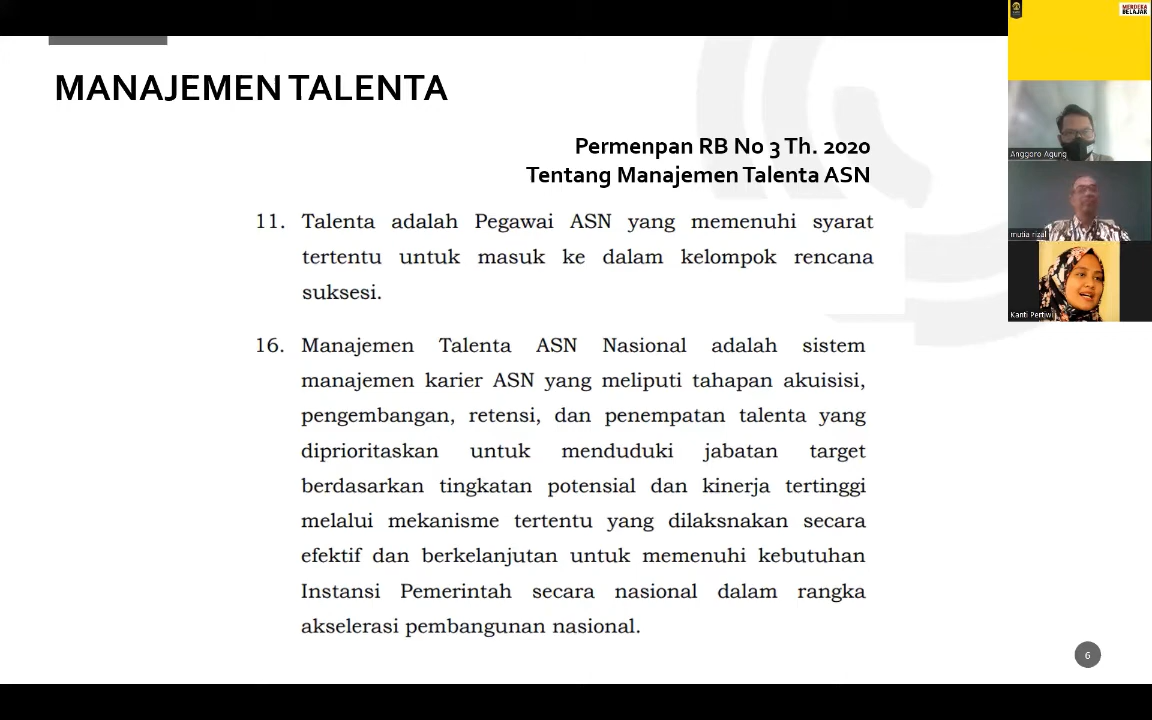 MANAJEMEN TALENTA
Permenpan RB No 3 Th. 2020
Tentang Manajemen Talenta ASN
11. Talenta adalah Pegawai ASN yang memenuhi syarat
tertentu untuk masuk ke dalam kelompok rencana
suksesi.
16. Manajemen Talenta ASN Nasional adalah sistem
manajemen karier ASN yang meliputi tahapan akuisisi,
pengembangan, retensi, dan penempatan talenta yang
diprioritaskan untuk menduduki jabatan target
berdasarkan tingkatan potensial dan kinerja tertinggi
melalui mekanisme tertentu yang dilaksnakan secara
efektif dan berkelanjutan untuk memenuhi kebutuhan
Instansi Pemerintah secara nasional dalam rangka
akselerasi pembangunan nasional.
6
MERDEKA
BELAJAR
Anggoro Agung
mutia rizal
Kanti Pertiwi